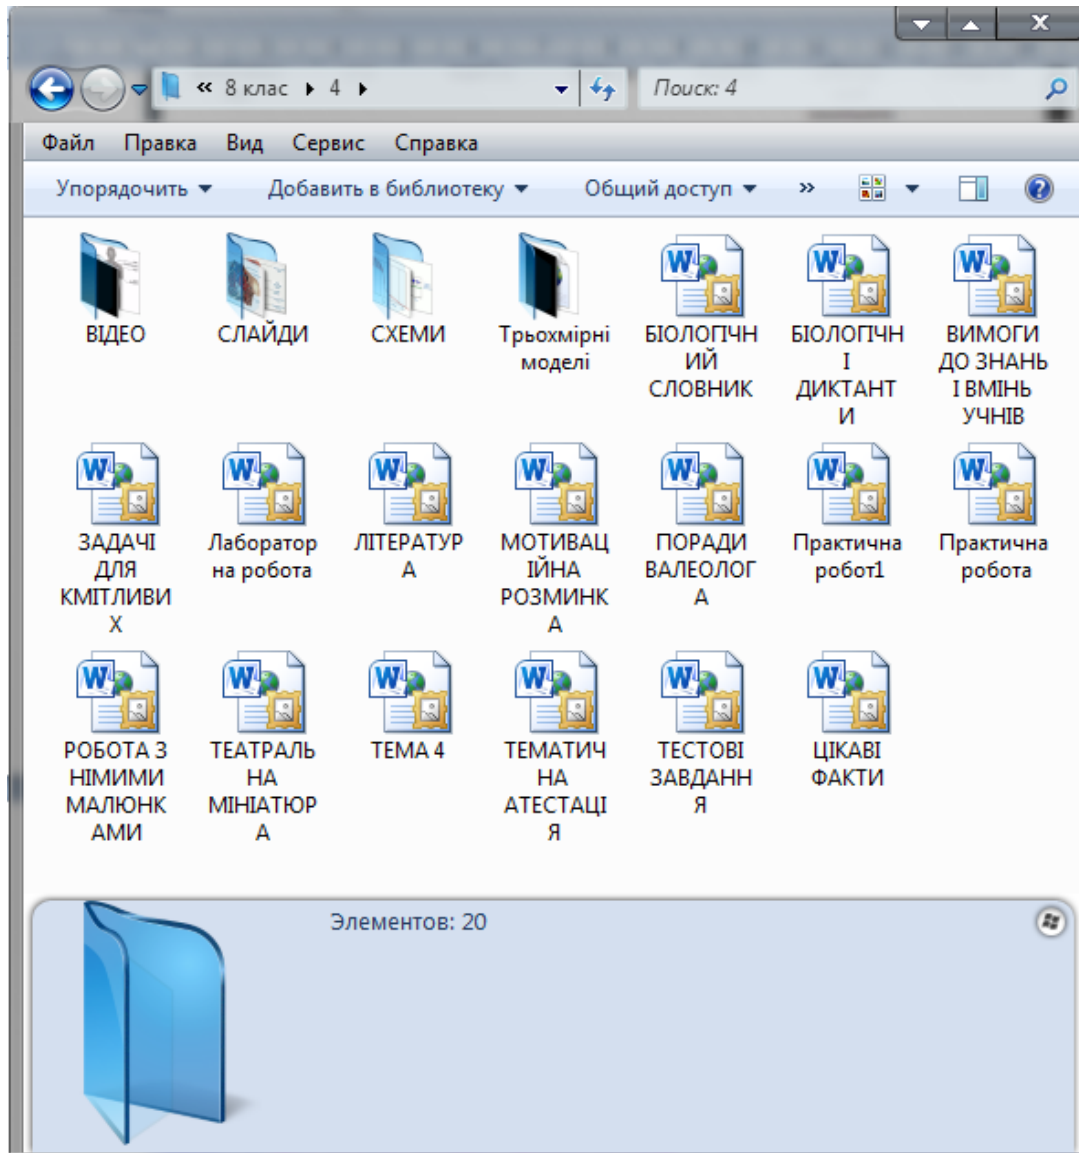 « 8 клас 4 Поиск: 4
Файл Правка Вид Сервис Справка
Упорядочить Добавить в библиотеку Общий доступ »
ВІДЕО
СЛАЙДИ
СХЕМИ
Трьохмірні
моделі
БІОЛОГІЧН
ИЙ
СЛОВНИК
БІОЛОГІЧН
І
ДИКТАНТ
И
ВИМОГИ
ДО ЗНАНЬ
І ВМІНЬ
УЧНІВ
ЗАДАЧІ
ДЛЯ
КМІТЛИВИ
Х
Лаборатор
на робота
ЛІТЕРАТУР
А
МОТИВАЦ
ІЙНА
РОЗМИНК
А
ПОРАДИ
ВАЛЕОЛОГ
А
Практична
робот1
Практична
робота
РОБОТА З
НІМИМИ
МАЛЮНК
АМИ
ТЕАТРАЛЬ
НА
МІНІАТЮР
А
ТЕМА 4
ТЕМАТИЧ
НА
АТЕСТАЦІ
Я
ТЕСТОВІ
ЗАВДАНН
Я
ЦІКАВІ
ФАКТИ
Элементов: 20